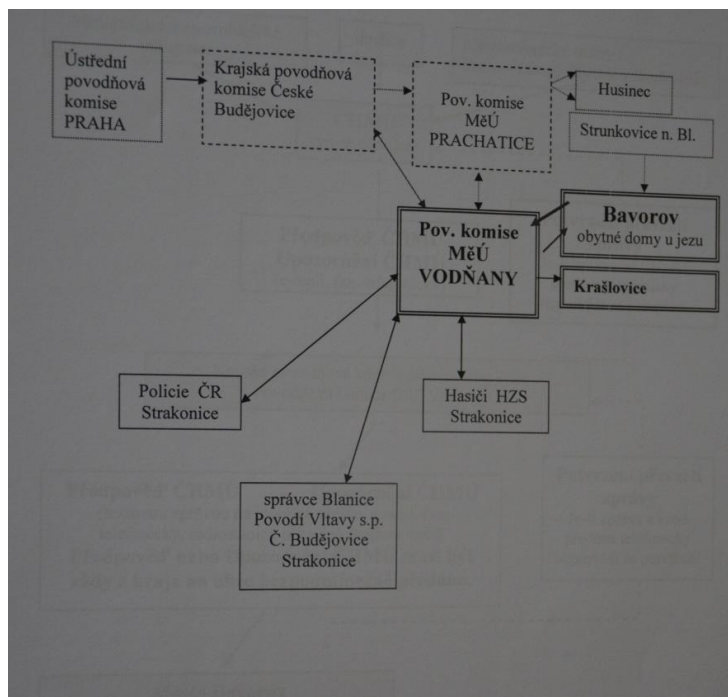 Ústřední
povodňová
komise
PRAHA
Krajská povodňová
komise České
Budějovice
Pov. komise
MěÚ
PRACHATICE
Husinec
Strunkovice n. Bl.
Bavorov
obytné domy u jezu
Pov. komise
MěÚ
VODŇANY
Krašlovice
Policie ČR
Strakonice
Hasiči HZS
Strakonice
správce Blanice
Povodí Vltavy s.p.
Č. Budějovice
Strakonice